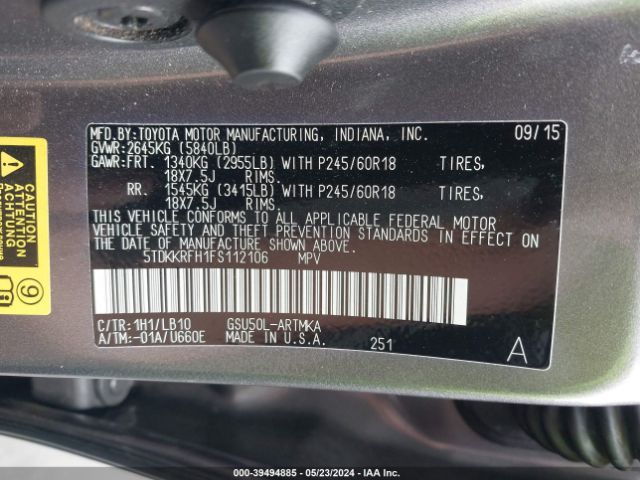 MFD.BY:TOYOTA MOTOR MANUFACTURING, INDIANA, INC. 09/15
GVWR:2645KG (5840LB)
GAWR:FRT. 1340KG (2955LB) WITH P245/60R18 TIRES,
18X7.5J RIMS.
RR. 1545KG (3415LB) WITH P245/60R18 TIRES,
18X7.5J RIMS.
THIS VEHICLE CONFORMS TO ALL APPLICABLE FEDERAL MOTOR
VEHICLE SAFETY AND THEFT PREVENTION STANDARDS IN EFFECT ON
THE DATE OF MANUFACTURE SHOWN ABOVE.
5TDKKRFH1FS112106 MPV
C/TR:1H1/LB10 GSU50L-ARTMKA
A/TM:-01A/U660E MADE IN U.S.A. 251 A
9
000-39494885 - 05/23/2024 - IAA Inc.